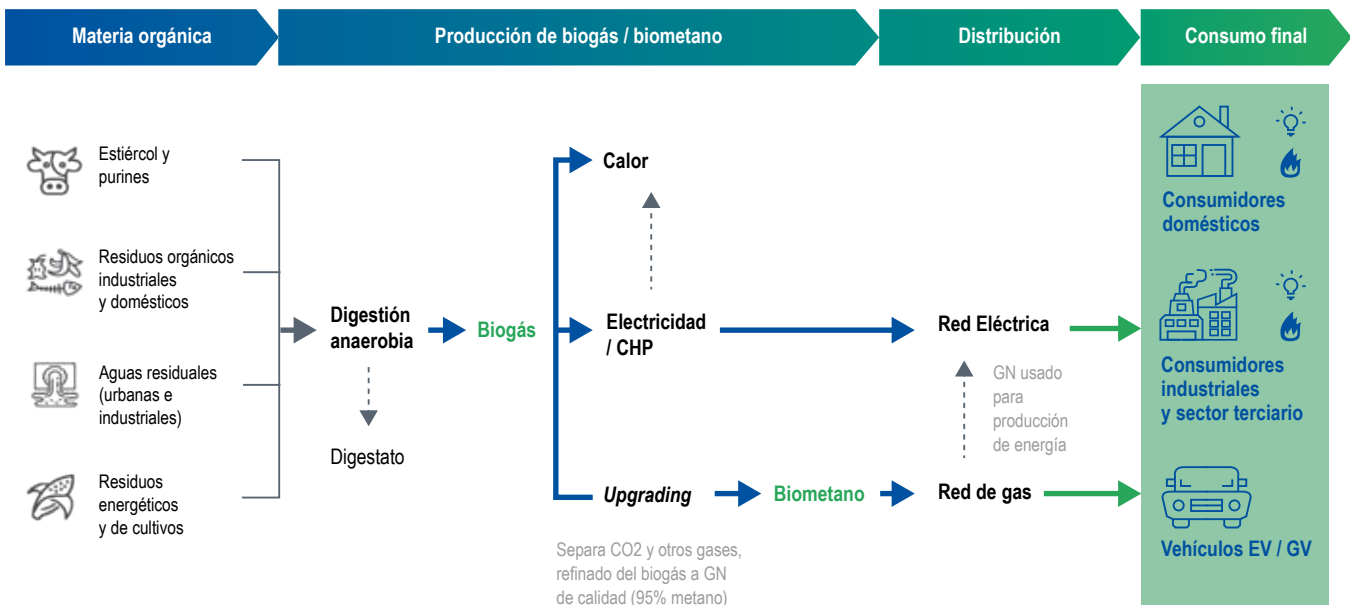 Materia orgánica
Producción de biogás / biometano
Distribución
Consumo final
Estiércol y
purines
Residuos orgánicos
industriales
y domésticos
Aguas residuales
(urbanas e
industriales)
Residuos
energéticos
y de cultivos
Digestión
anaerobia
Digestato
Biogás
Calor
Electricidad
/ CHP
Upgrading
Separa CO2 y otros gases,
refinado del biogás a GN
de calidad (95% metano)
Biometano
Red Eléctrica
GN usado
para
producción
de energía
Red de gas
Consumidores
domésticos
Consumidores
industriales
y sector terciario
Vehículos EV / GV